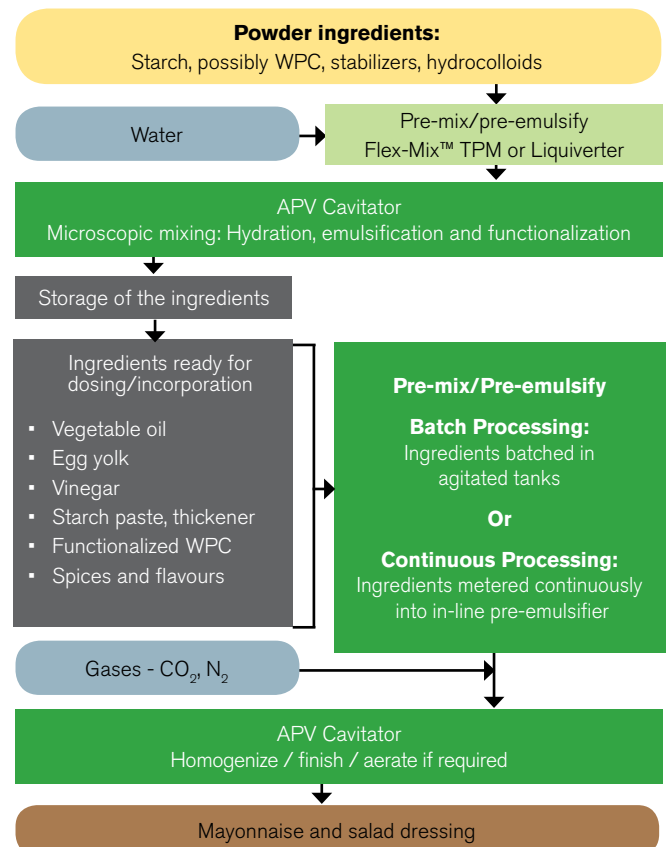 Powder ingredients:
Starch, possibly WPC, stabilizers, hydrocolloids
Water
Pre-mix/pre-emulsify
Flex-Mix™ TPM or Liquiverter
APV Cavitator
Microscopic mixing: Hydration, emulsification and functionalization
Storage of the ingredients
Ingredients ready for
dosing/incorporation
▪ Vegetable oil
▪ Egg yolk
▪ Vinegar
▪ Starch paste, thickener
▪ Functionalized WPC
▪ Spices and flavours
Pre-mix/Pre-emulsify
Batch Processing:
Ingredients batched in
agitated tanks
Or
Continuous Processing:
Ingredients metered continuously
into in-line pre-emulsifier
Gases - CO₂, N₂
APV Cavitator
Homogenize / finish / aerate if required
Mayonnaise and salad dressing